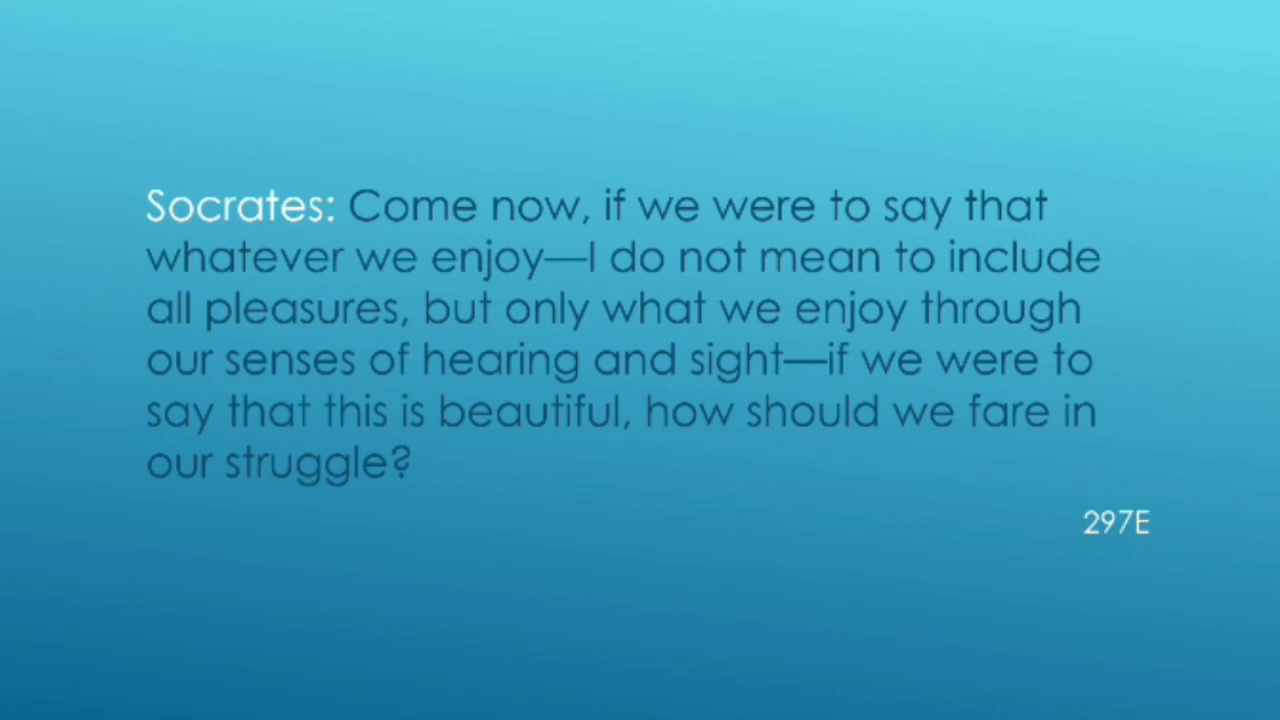 Socrates: Come now, if we were to say that
whatever we enjoy—I do not mean to include
all pleasures, but only what we enjoy through
our senses of hearing and sight—if we were to
say that this is beautiful, how should we fare in
our struggle?
297E